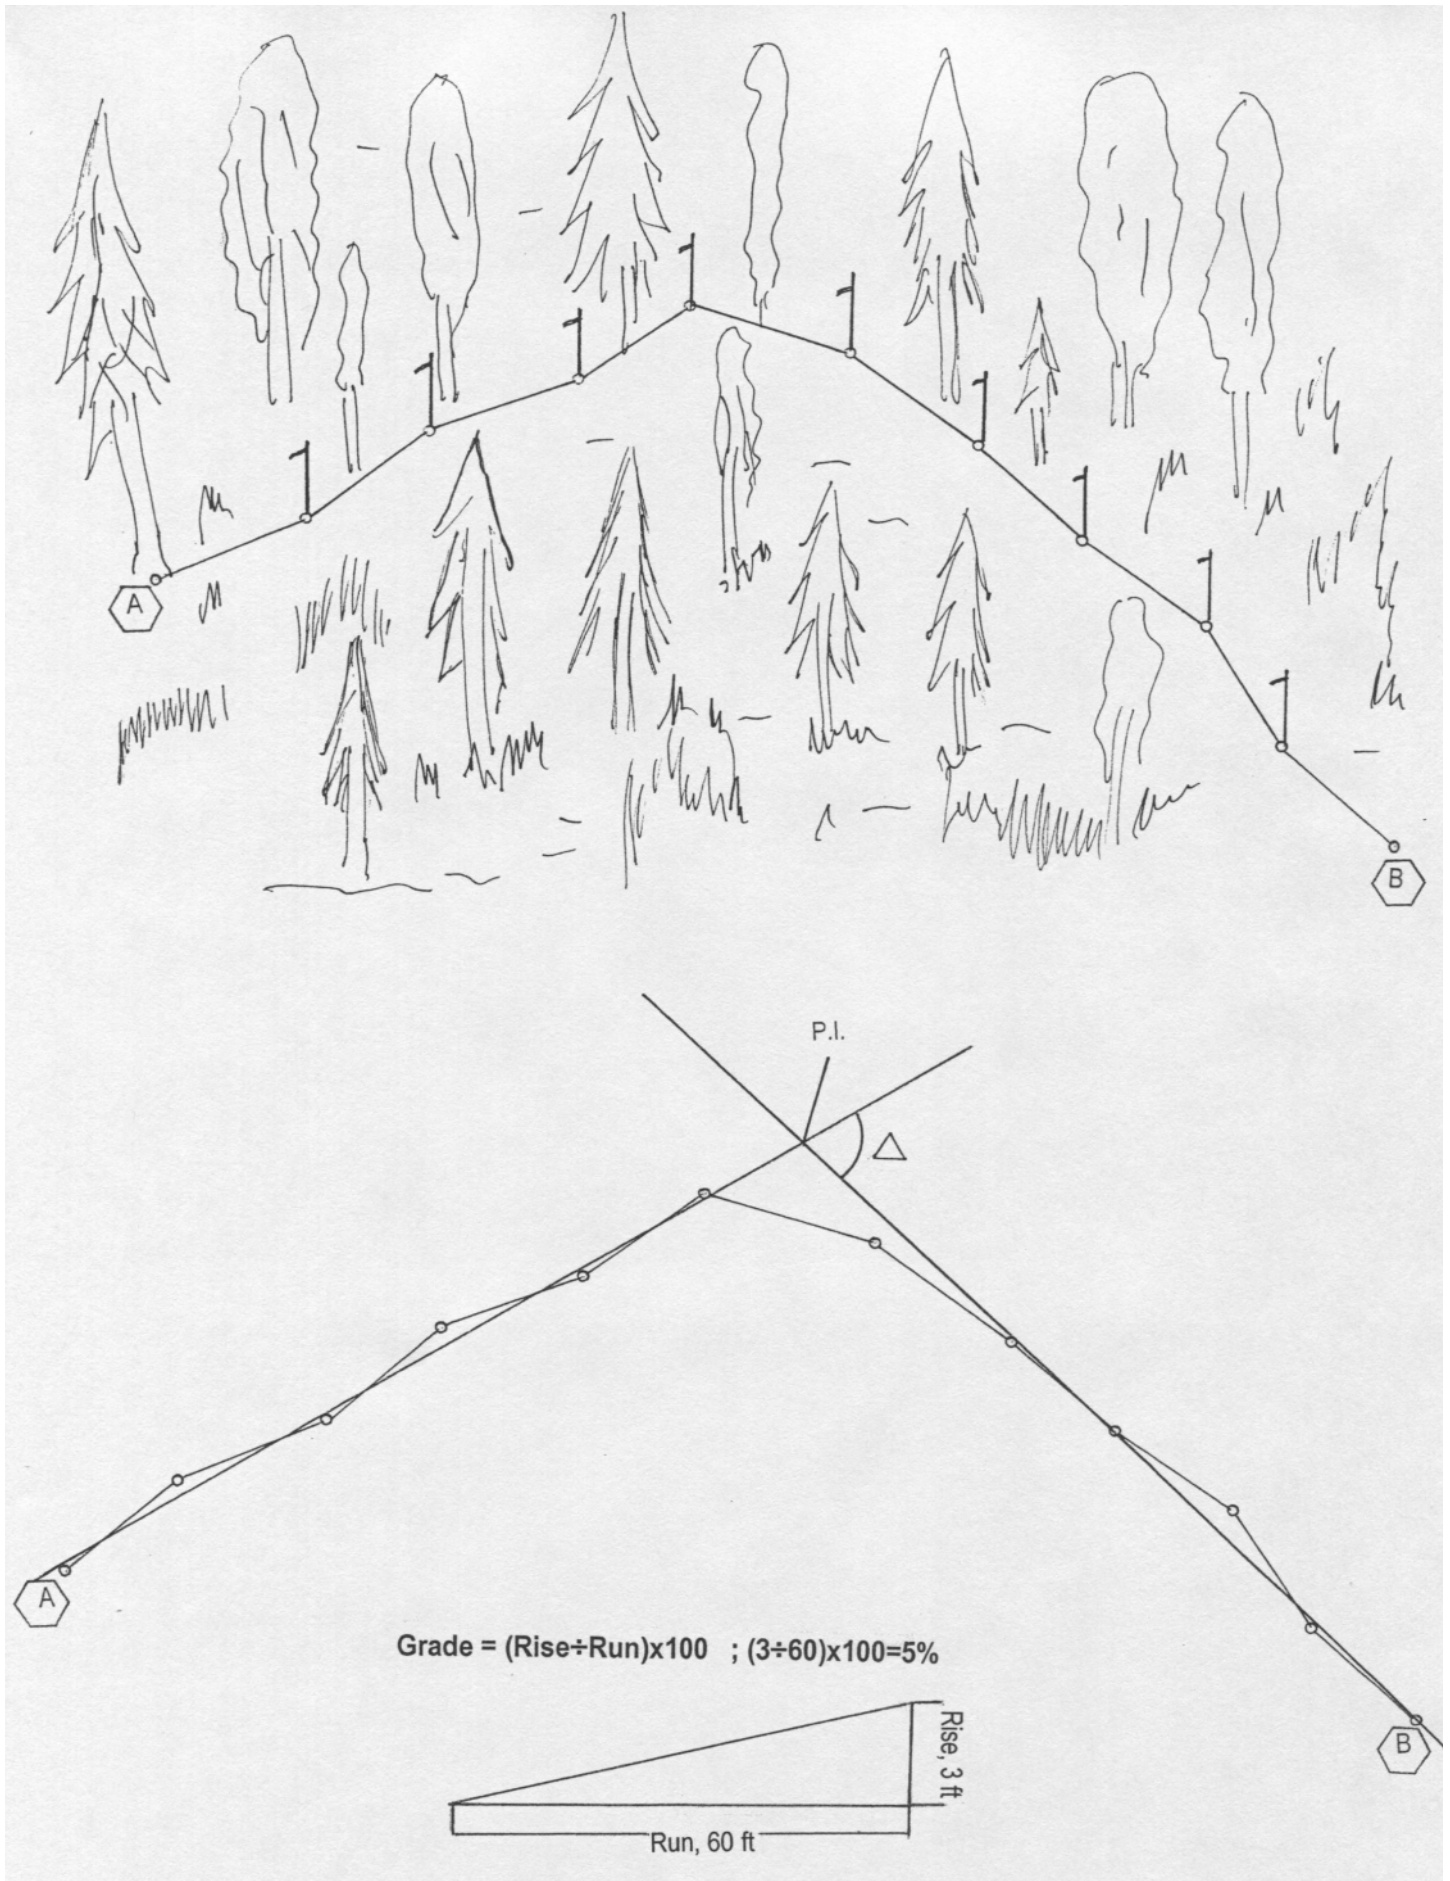 A
B
P.I.
△
A
Grade = (Rise÷Run)x100 ; (3÷60)x100=5%
Rise, 3 ft
B
Run, 60 ft